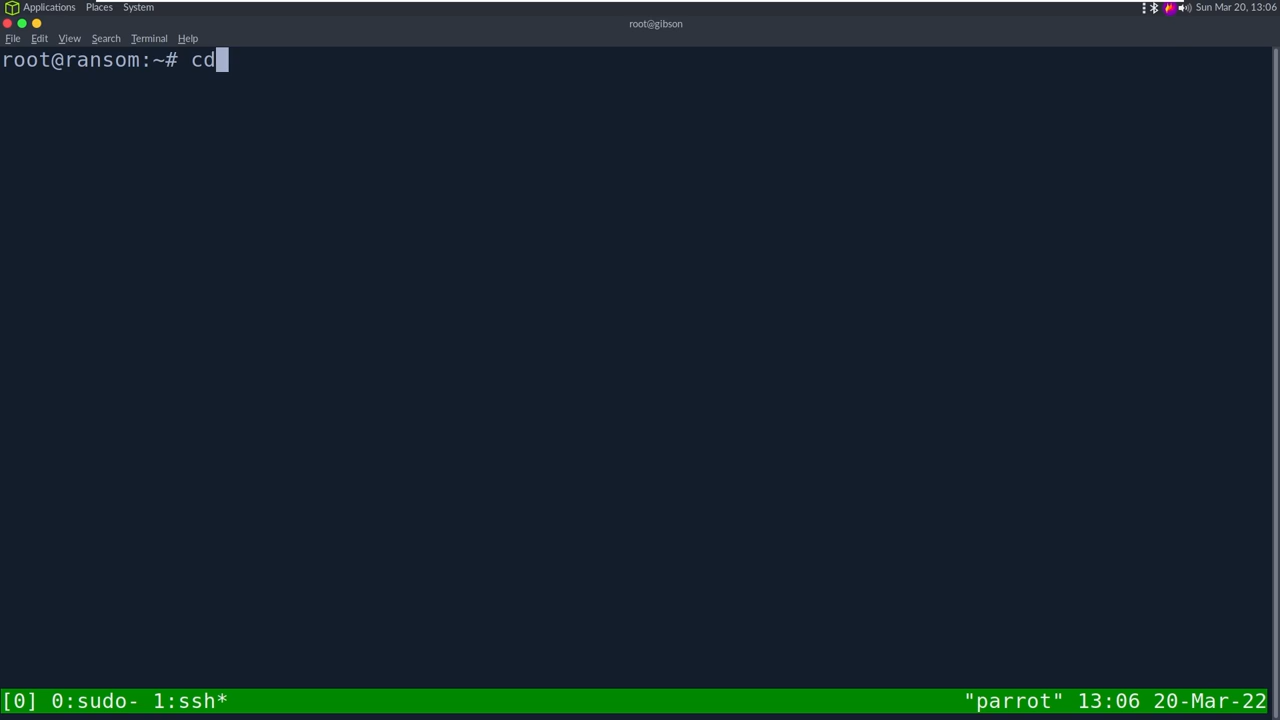 Applications Places System Sun Mar 20, 13:06
root@gibson
File Edit View Search Terminal Help
root@ransom:~# cd
[0] 0:sudo- 1:ssh* "parrot" 13:06 20-Mar-22